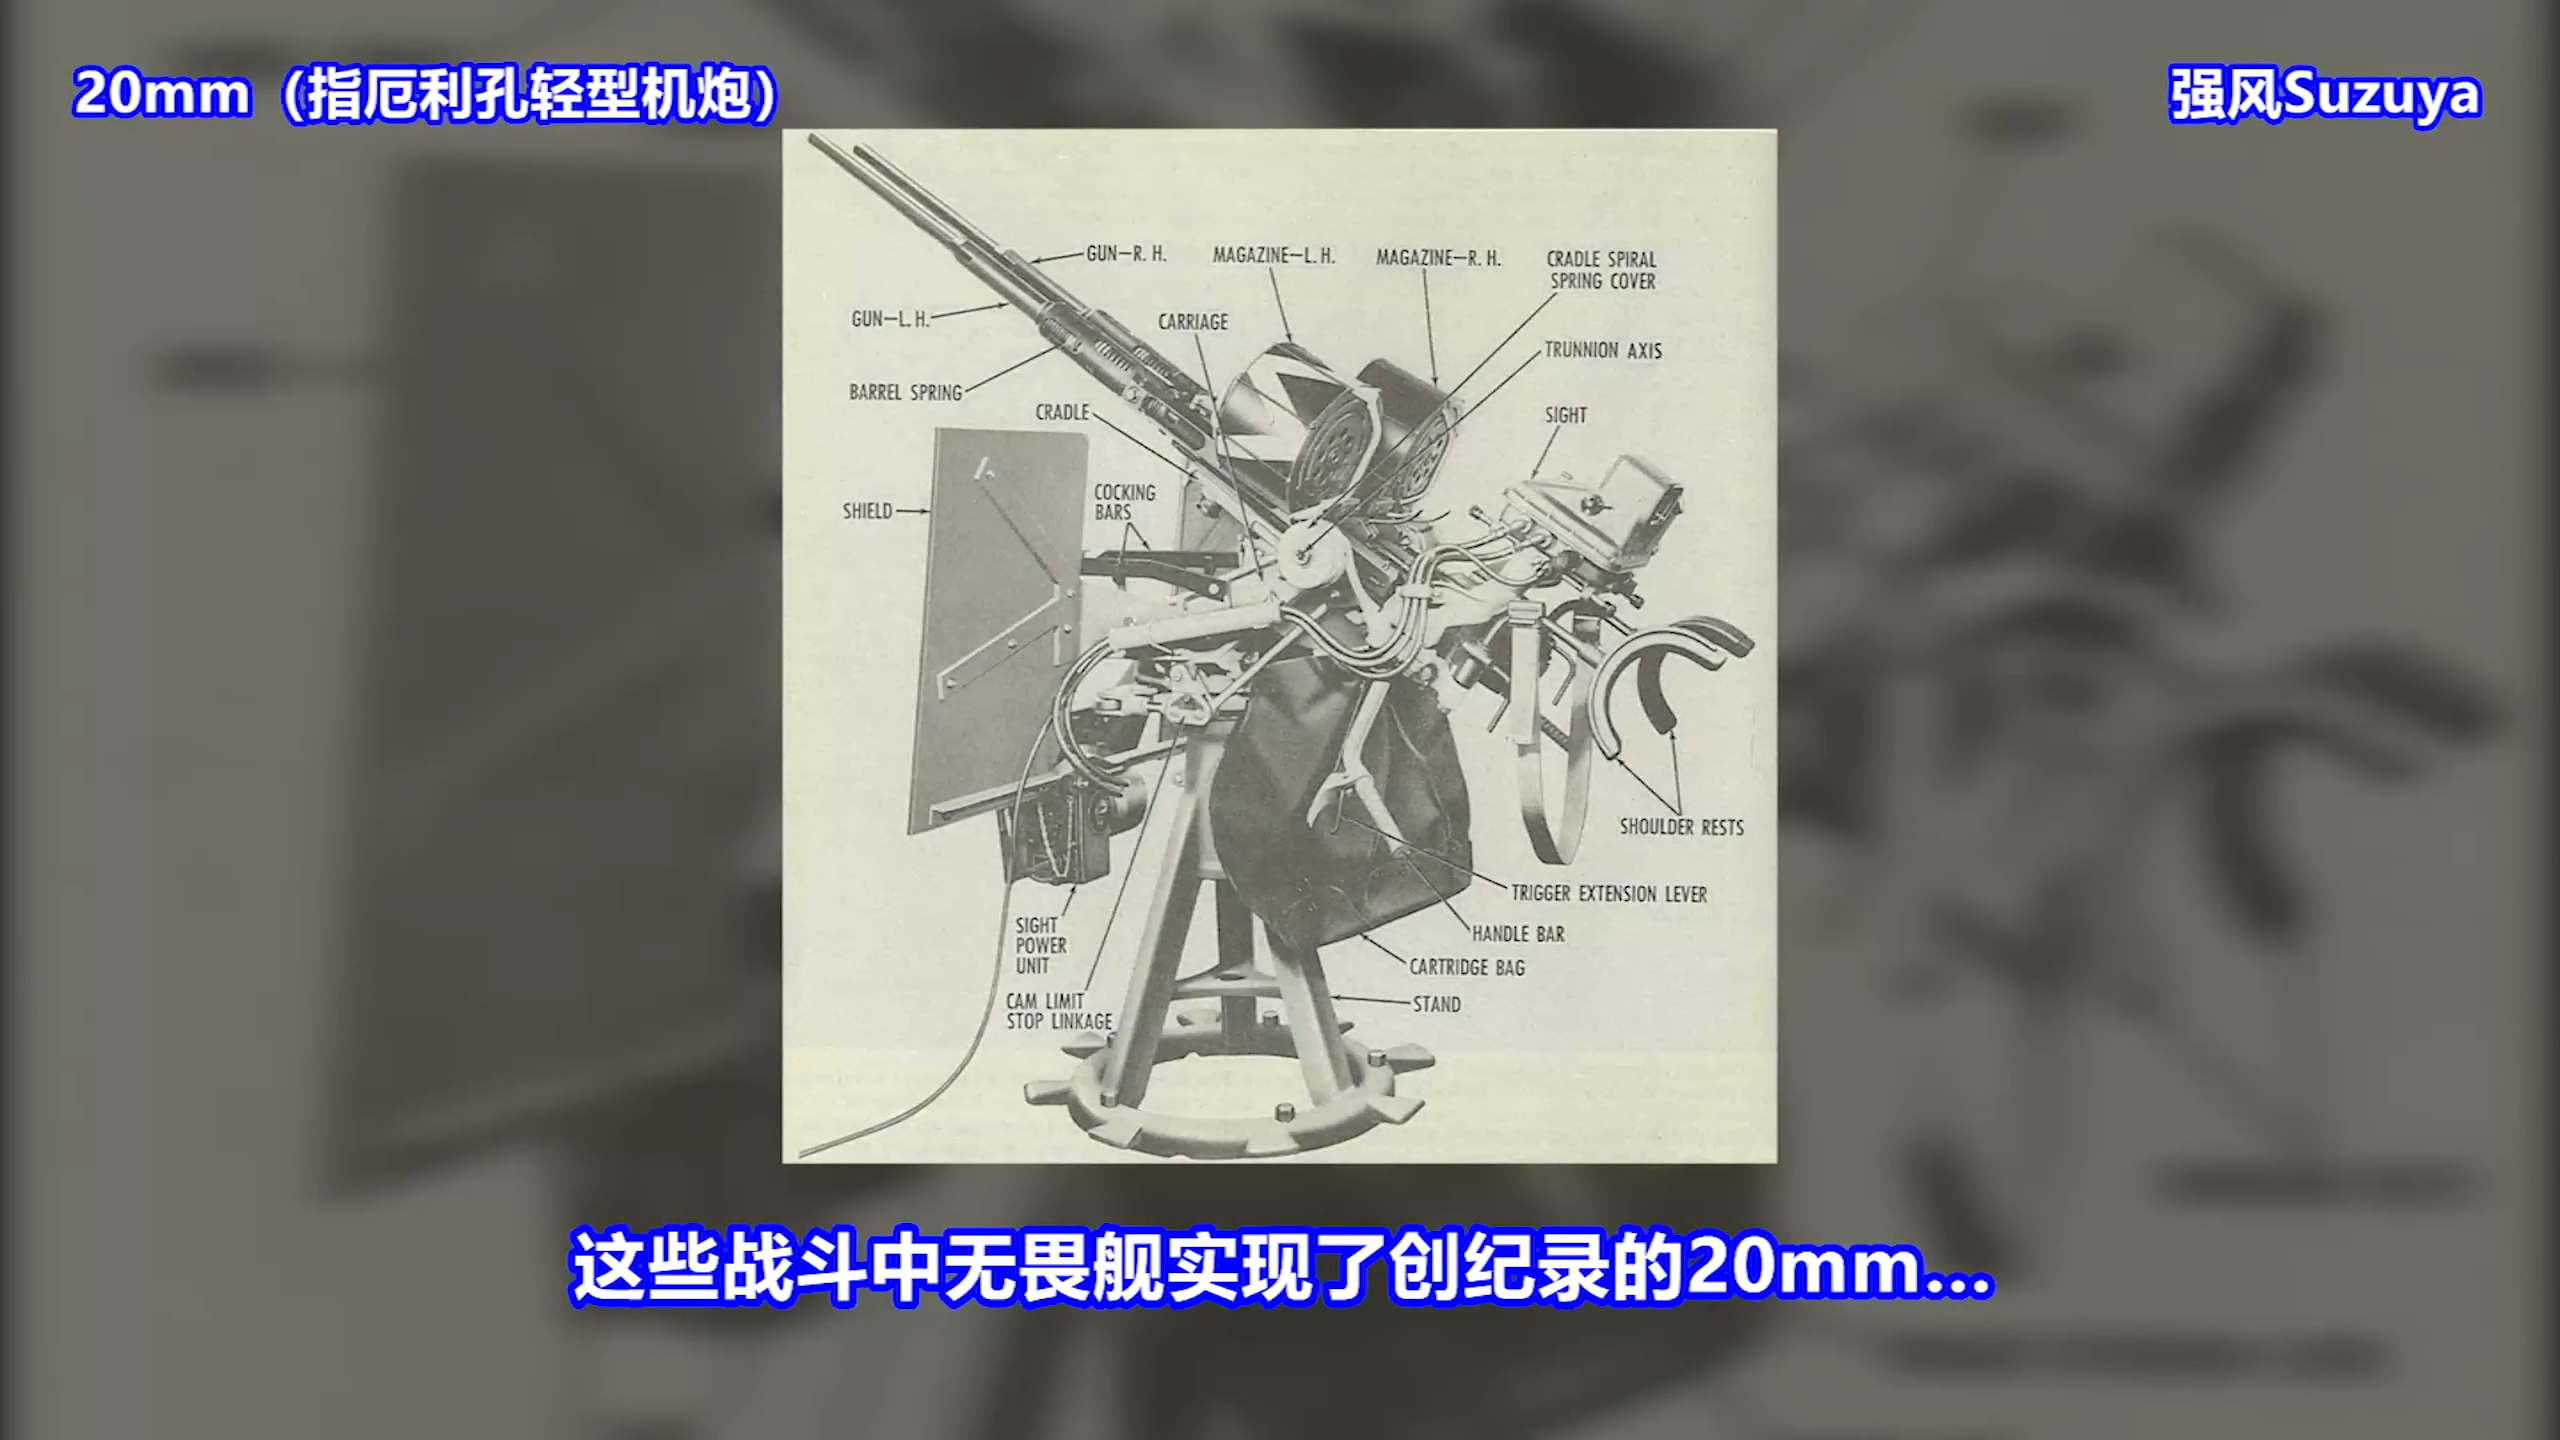 20mm（指厄利孔轻型机炮）
强风Suzuya
GUN—R. H.
MAGAZINE—L. H.
MAGAZINE—R. H.
CRADLE SPIRAL
SPRING COVER
GUN—L. H.
CARRIAGE
TRUNNION AXIS
BARREL SPRING
CRADLE
SIGHT
COCKING
BARS
SHIELD
SHOULDER RESTS
TRIGGER EXTENSION LEVER
SIGHT
POWER
UNIT
HANDLE BAR
CARTRIDGE BAG
CAM LIMIT
STOP LINKAGE
STAND
这些战斗中无畏舰实现了创纪录的20mm...